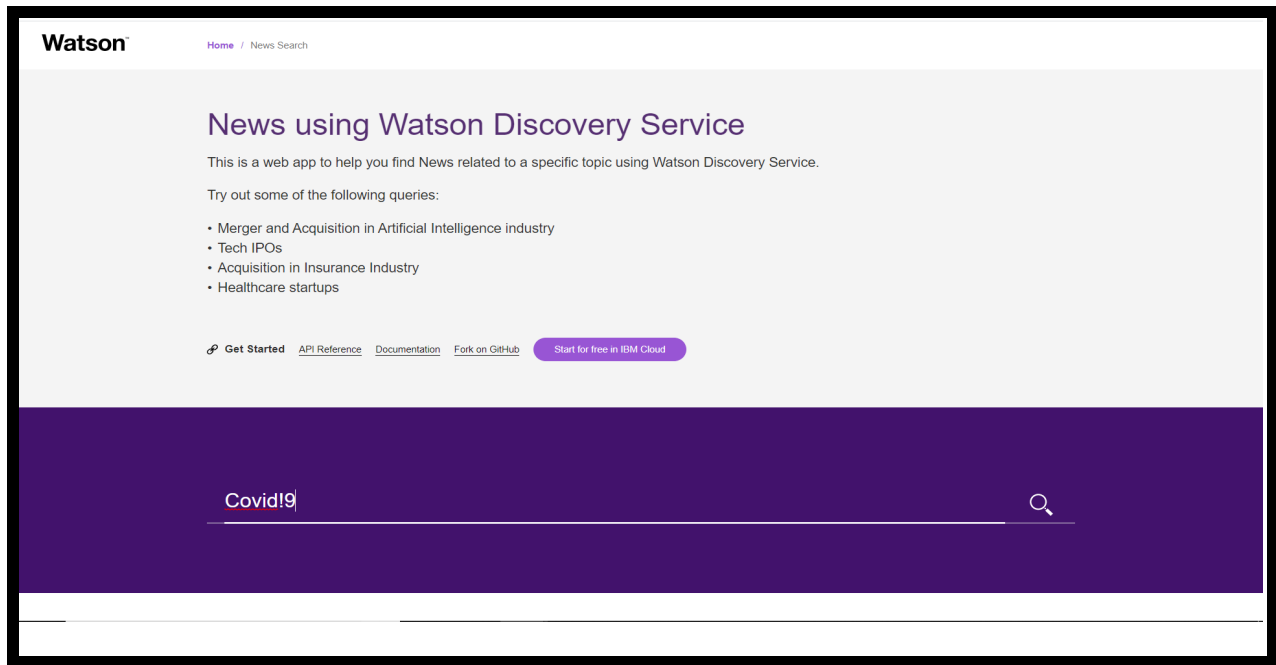 Watson™
Home / News Search
News using Watson Discovery Service
This is a web app to help you find News related to a specific topic using Watson Discovery Service.
Try out some of the following queries:
• Merger and Acquisition in Artificial Intelligence industry
• Tech IPOs
• Acquisition in Insurance Industry
• Healthcare startups
Get Started API Reference Documentation Fork on GitHub Start for free in IBM Cloud
Covid!9